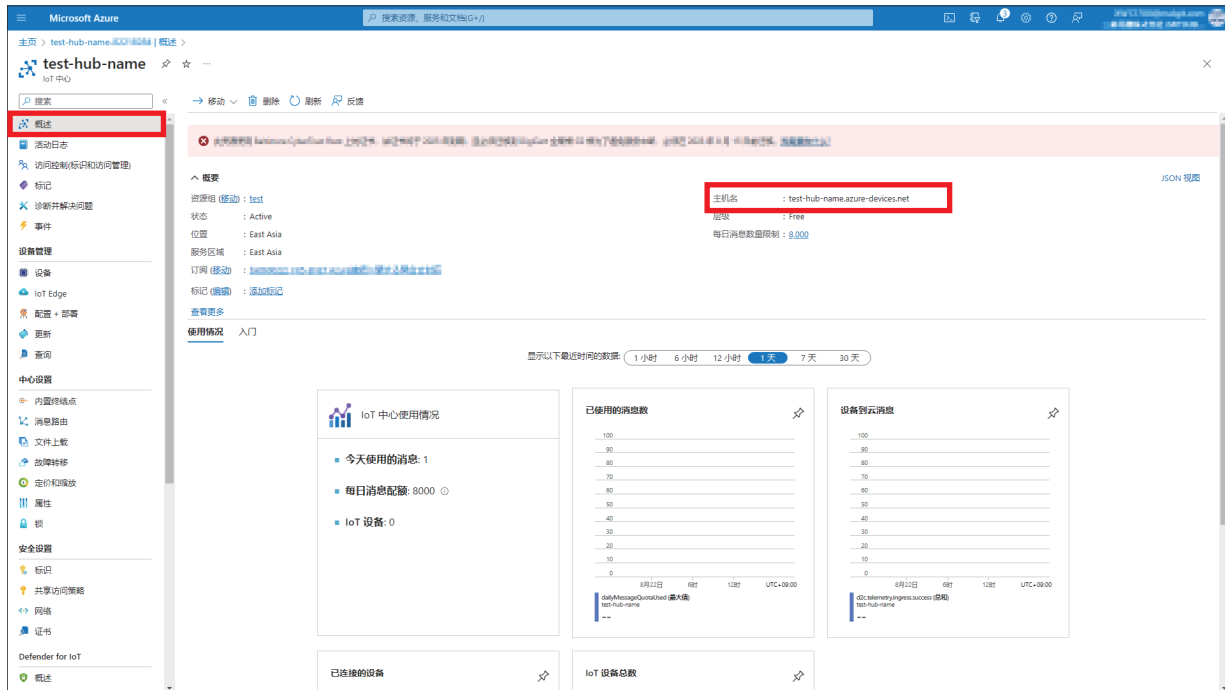 Microsoft Azure
搜索资源、服务和文档(G+/)
3
主页 > test-hub-name | 概述 >
test-hub-name
IoT 中心
搜索
移动 删除 刷新 反馈
概述
活动日志
访问控制(标识和访问管理)
标记
诊断并解决问题
事件
设备管理
设备
IoT Edge
配置 + 部署
更新
查询
中心设置
内置终结点
消息路由
文件上载
故障转移
定价和缩放
属性
锁
安全设置
标识
共享访问策略
网络
证书
Defender for IoT
概述
概要
JSON 视图
资源组 (移动) : test
状态 : Active
位置 : East Asia
服务区域 : East Asia
订阅 (移动) :
标记 (编辑) : 添加标记
查看更多
主机名 : test-hub-name.azure-devices.net
层级 : Free
每日消息数量限制 : 8,000
使用情况 入门
显示以下最近时间的数据: 1 小时 6 小时 12 小时 1 天 7 天 30 天
IoT 中心使用情况
今天使用的消息: 1
每日消息配额: 8000
IoT 设备: 0
已使用的消息数
100
90
80
70
60
50
40
30
20
10
0
8月22日 6时 12时 UTC+09:00
dailyMessageQuotaUsed (最大值)
test-hub-name
--
设备到云消息
100
90
80
70
60
50
40
30
20
10
0
8月22日 6时 12时 UTC+09:00
d2c.telemetry.ingress.success (总和)
test-hub-name
--
已连接的设备
IoT 设备总数